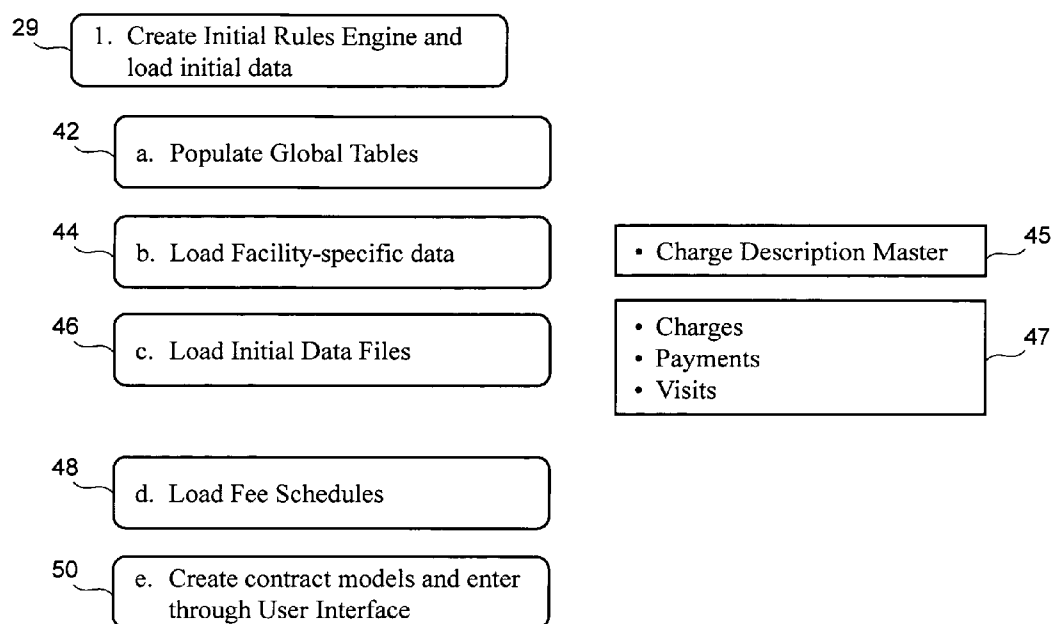 29
1. Create Initial Rules Engine and
load initial data
42
a. Populate Global Tables
44
b. Load Facility-specific data
• Charge Description Master
45
46
c. Load Initial Data Files
• Charges
• Payments
• Visits
47
48
d. Load Fee Schedules
50
e. Create contract models and enter
through User Interface